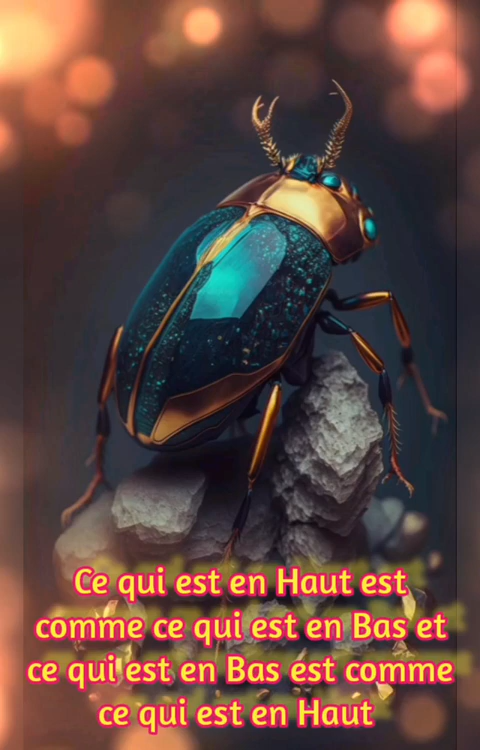 Ce qui est en Haut est
comme ce qui est en Bas et
ce qui est en Bas est comme
ce qui est en Haut